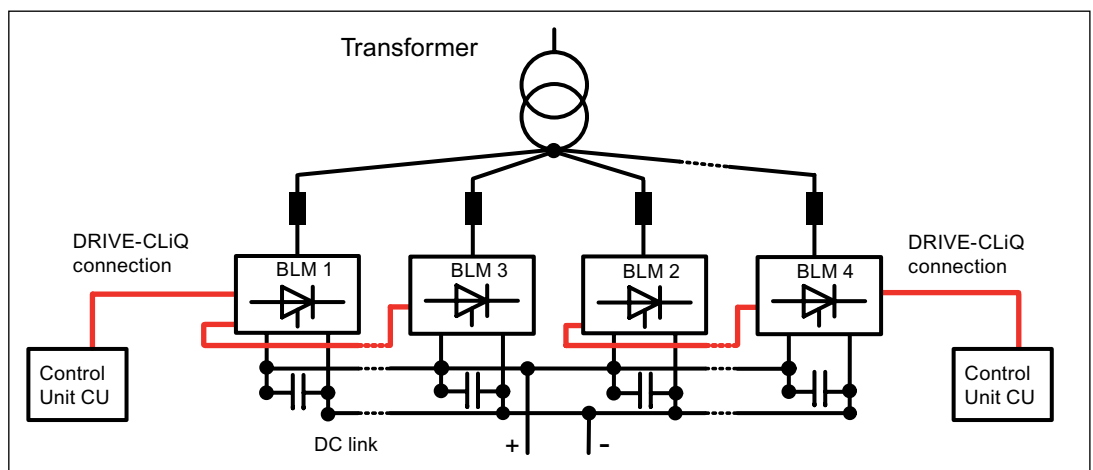 Transformer
DRIVE-CLiQ
connection
DRIVE-CLiQ
connection
BLM 1
BLM 3
BLM 2
BLM 4
Control
Unit CU
Control
Unit CU
DC link
+
-